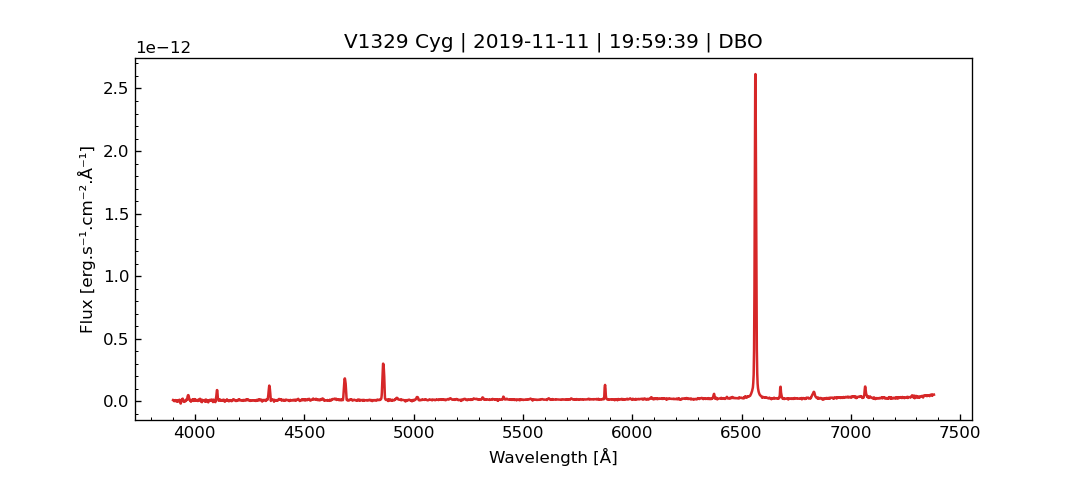 V1329 Cyg | 2019-11-11 | 19:59:39 | DBO
1e−12
2.5
2.0
1.5
1.0
0.5
0.0
Flux [erg.s⁻¹.cm⁻².Å⁻¹]
4000 4500 5000 5500 6000 6500 7000 7500
Wavelength [Å]